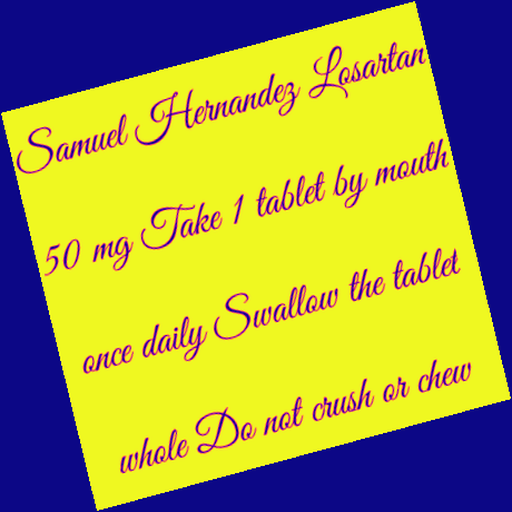 Samuel Hernandez Losartan
50 mg Take 1 tablet by mouth
once daily Swallow the tablet
whole Do not crush or chew